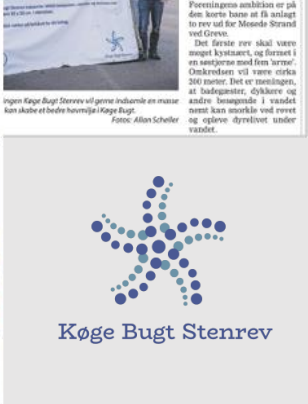 Foreningens ambition er på
den korte bane at få anlagt
to rev ud for Mosede Strand
ved Greve.
Det første rev skal være
meget kystnært, og formet i
en søstjerne med fem 'arme'.
Omkredsen vil være cirka
200 meter. Det er meningen,
at badegæster, dykkere og
andre besøgende i vandet
nemt kan snorkle ved revet
og opleve dyrelivet under
vandet.
ingen Køge Bugt Stenrev vil gerne indsamle en masse
kan skabe et bedre havmiljø i Køge Bugt.
Fotos: Allan Scheller
Køge Bugt Stenrev